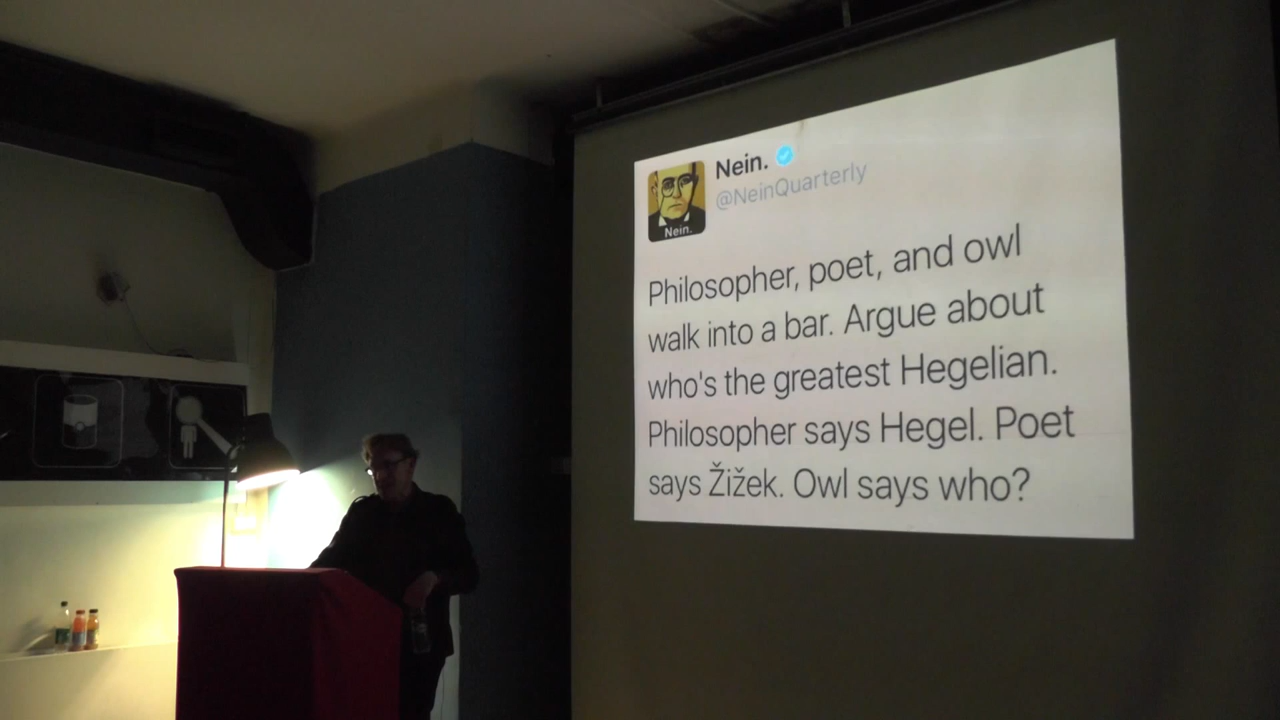 Nein.
@NeinQuarterly
Nein.
Philosopher, poet, and owl
walk into a bar. Argue about
who's the greatest Hegelian.
Philosopher says Hegel. Poet
says Žižek. Owl says who?